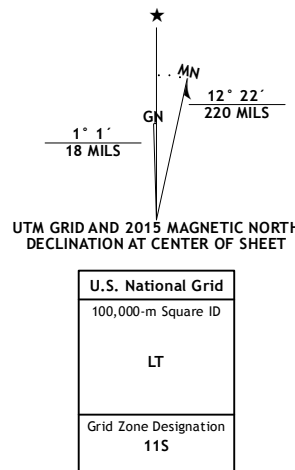 ★
MN
GN
12° 22´
220 MILS
1° 1´
18 MILS
UTM GRID AND 2015 MAGNETIC NORTH
DECLINATION AT CENTER OF SHEET
U.S. National Grid
100,000-m Square ID
LT
Grid Zone Designation
11S